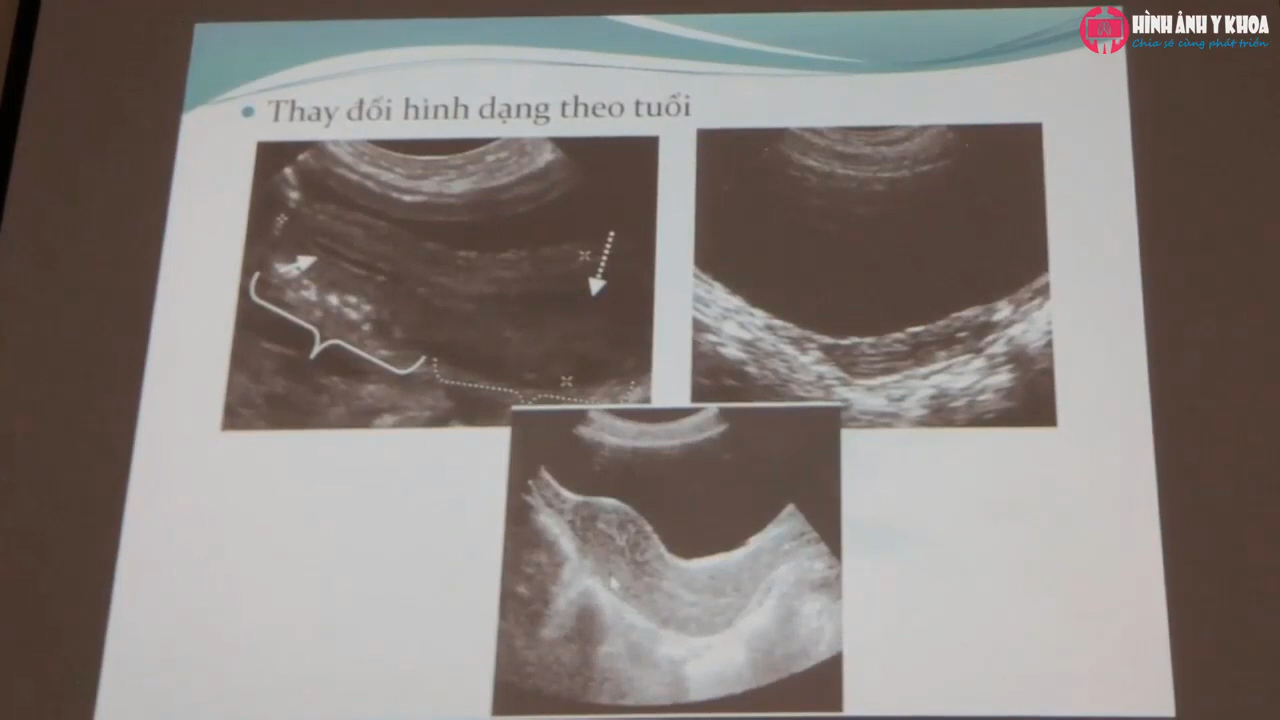 HÌNH ẢNH Y KHOA
Chia sẻ cùng phát triển
Thay đổi hình dạng theo tuổi